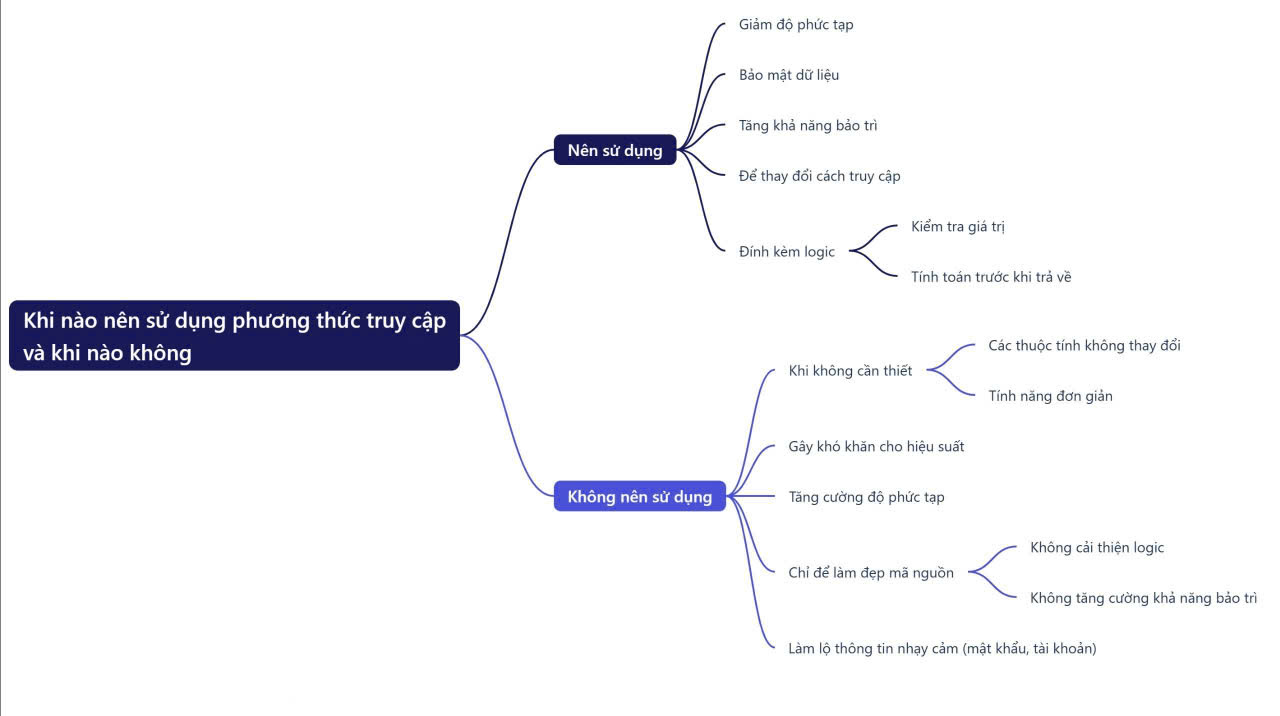 Khi nào nên sử dụng phương thức truy cập
và khi nào không
Nên sử dụng
Giảm độ phức tạp
Bảo mật dữ liệu
Tăng khả năng bảo trì
Để thay đổi cách truy cập
Đính kèm logic
Kiểm tra giá trị
Tính toán trước khi trả về
Không nên sử dụng
Khi không cần thiết
Các thuộc tính không thay đổi
Tính năng đơn giản
Gây khó khăn cho hiệu suất
Tăng cường độ phức tạp
Chỉ để làm đẹp mã nguồn
Không cải thiện logic
Không tăng cường khả năng bảo trì
Làm lộ thông tin nhạy cảm (mật khẩu, tài khoản)